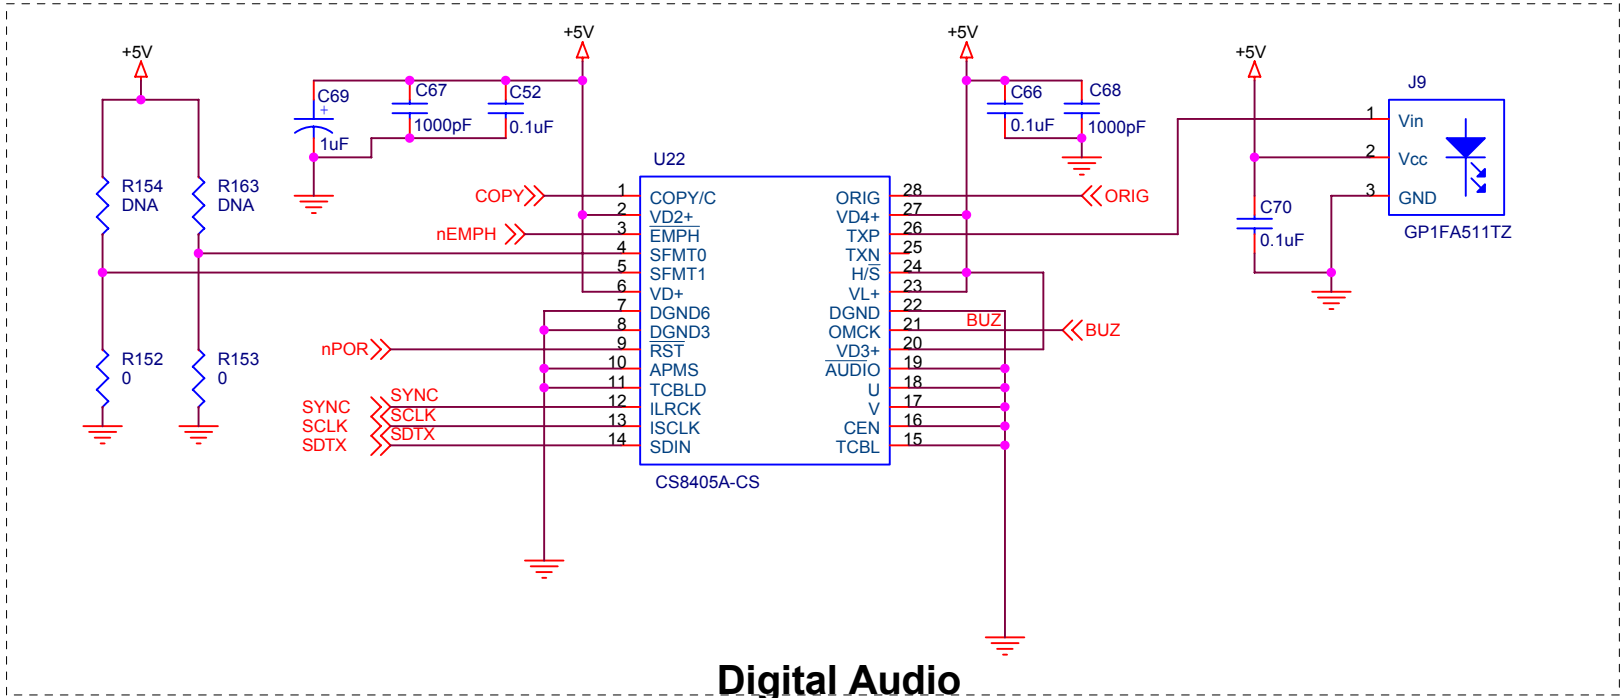 +5V
+5V
+5V
+5V
C69
+
1uF
C67
1000pF
C52
0.1uF
C66
0.1uF
C68
1000pF
J9
1
Vin
2
Vcc
3
GND
GP1FA511TZ
C70
0.1uF
R154
DNA
R163
DNA
R152
0
R153
0
U22
COPY
1
COPY/C
2
VD2+
nEMPH
3
EMPH
4
SFMT0
5
SFMT1
6
VD+
7
DGND6
8
DGND3
nPOR
9
RST
10
APMS
11
TCBLD
SYNC
SYNC
12
ILRCK
SCLK
SCLK
13
ISCLK
SDTX
SDTX
14
SDIN
ORIG
28
ORIG
VD4+
27
TXP
26
TXN
25
H/S
24
VL+
23
DGND
22
OMCK
21
BUZ
BUZ
VD3+
20
AUDIO
19
U
18
V
17
CEN
16
TCBL
15
CS8405A-CS
Digital Audio